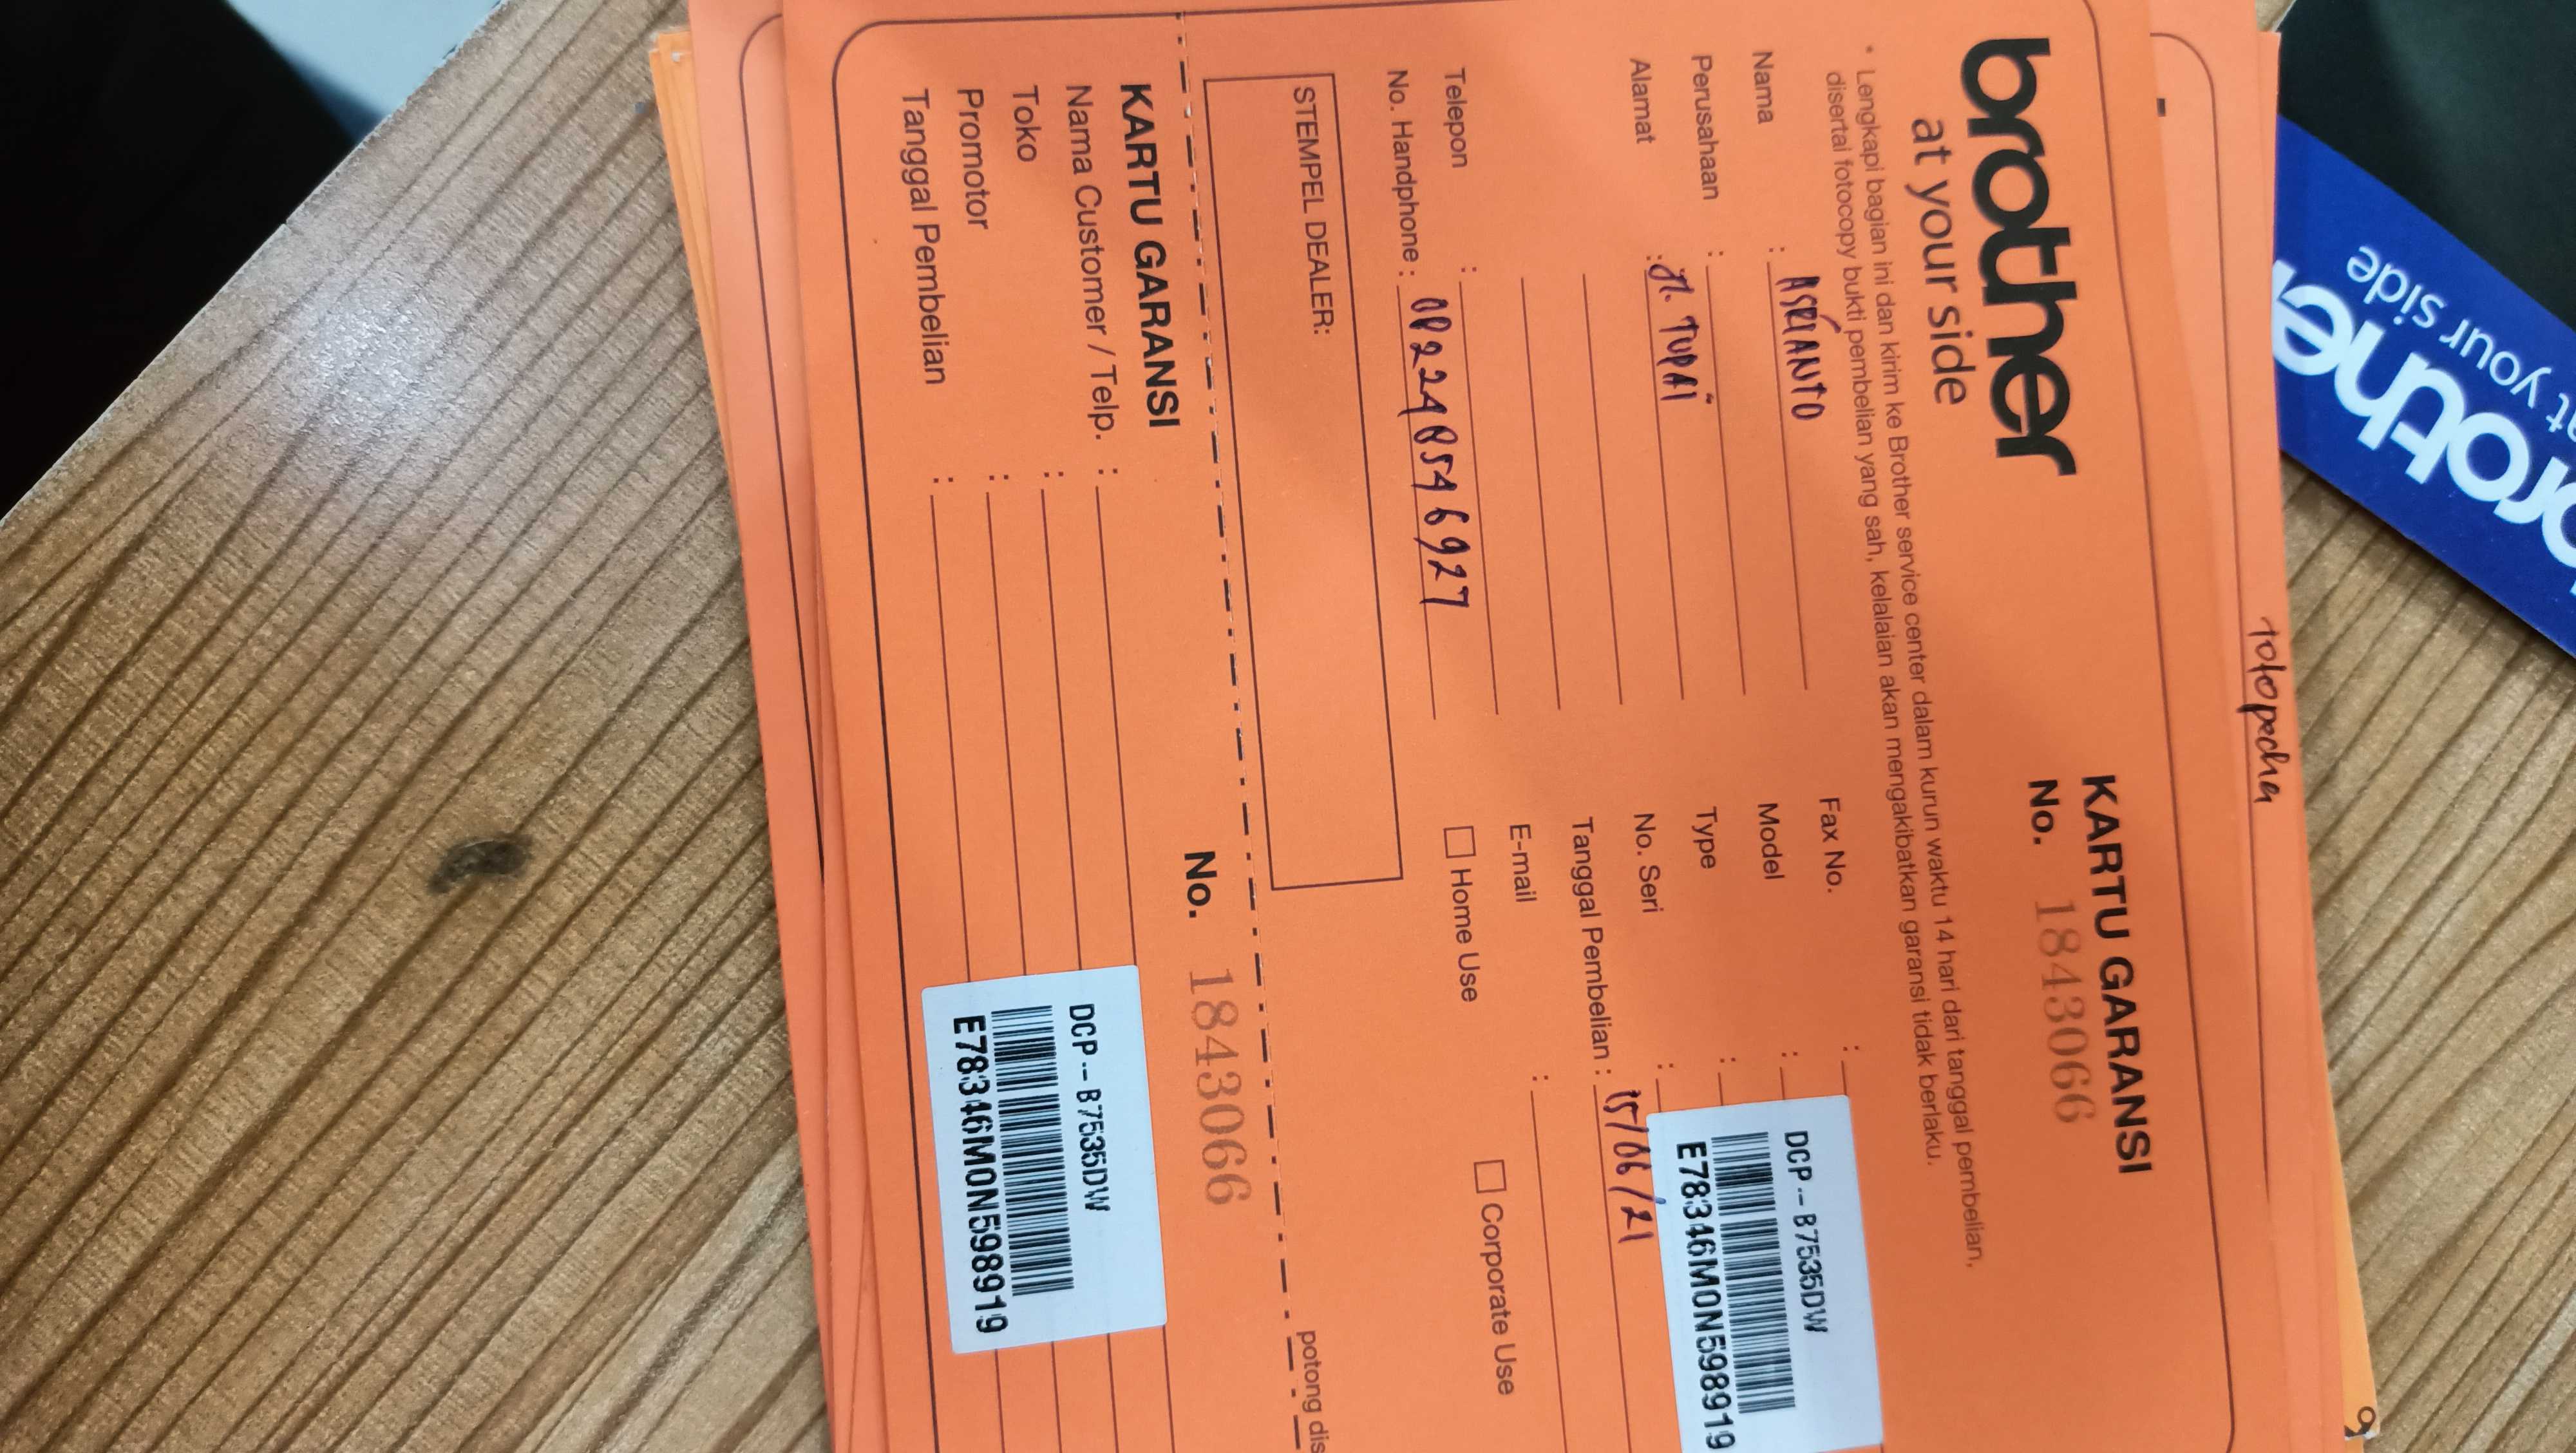 brother
at your side
KARTU GARANSI
No. 1843066
* Lengkapi bagian ini dan kirim ke Brother service center dalam kurun waktu 14 hari dari tanggal pembelian,
disertai fotocopy bukti pembelian yang sah, kelalaian akan mengakibatkan garansi tidak berlaku.
Nama : ASRIANTO
Perusahaan :
Alamat : Jl. TUPAI
Telepon :
No. Handphone : 082248546927
Fax No. :
Model :
Type :
No. Seri :
DCP-B7535DW
E78346M0N598919
Tanggal Pembelian : 15/06/21
E-mail :
Home Use
Corporate Use
STEMPEL DEALER:
potong dis
KARTU GARANSI
No. 1843066
Nama Customer / Telp. :
Toko :
Promotor :
Tanggal Pembelian :
DCP-B7535DW
E78346M0N598919
brother
at your side